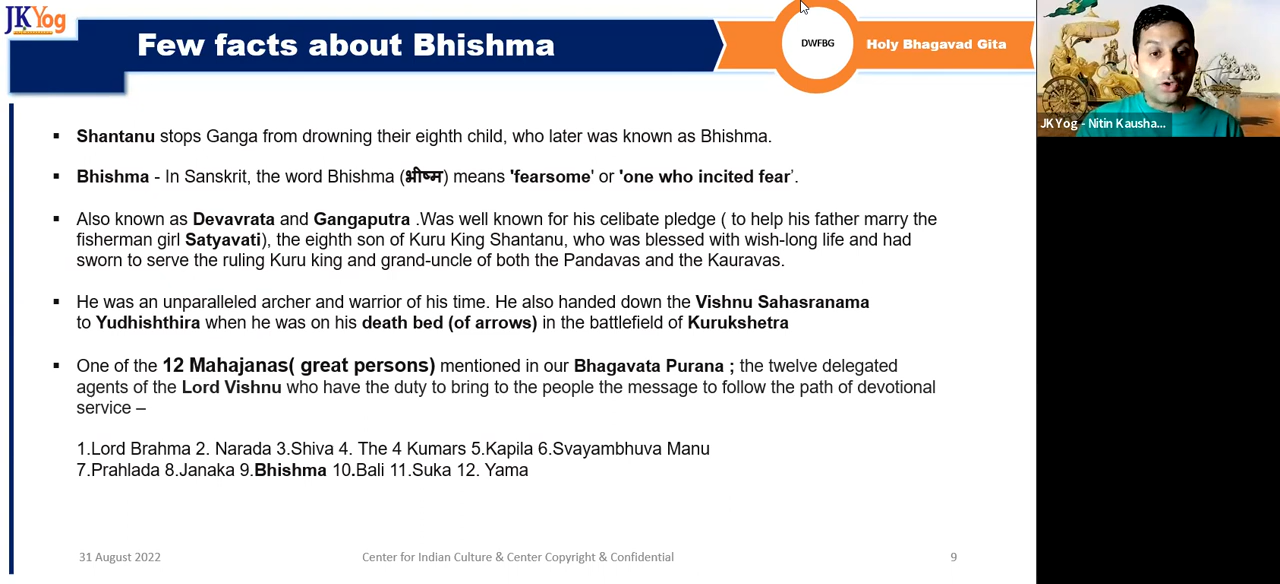 JKYog
Few facts about Bhishma
DWFBG
Holy Bhagavad Gita
JKYog - Nitin Kausha...
▪ Shantanu stops Ganga from drowning their eighth child, who later was known as Bhishma.
▪ Bhishma - In Sanskrit, the word Bhishma (भीष्म) means 'fearsome' or 'one who incited fear’.
▪ Also known as Devavrata and Gangaputra .Was well known for his celibate pledge ( to help his father marry the
fisherman girl Satyavati), the eighth son of Kuru King Shantanu, who was blessed with wish-long life and had
sworn to serve the ruling Kuru king and grand-uncle of both the Pandavas and the Kauravas.
▪ He was an unparalleled archer and warrior of his time. He also handed down the Vishnu Sahasranama
to Yudhishthira when he was on his death bed (of arrows) in the battlefield of Kurukshetra
▪ One of the 12 Mahajanas( great persons) mentioned in our Bhagavata Purana ; the twelve delegated
agents of the Lord Vishnu who have the duty to bring to the people the message to follow the path of devotional
service –
1.Lord Brahma 2. Narada 3.Shiva 4. The 4 Kumars 5.Kapila 6.Svayambhuva Manu
7.Prahlada 8.Janaka 9.Bhishma 10.Bali 11.Suka 12. Yama
31 August 2022
Center for Indian Culture & Center Copyright & Confidential
9